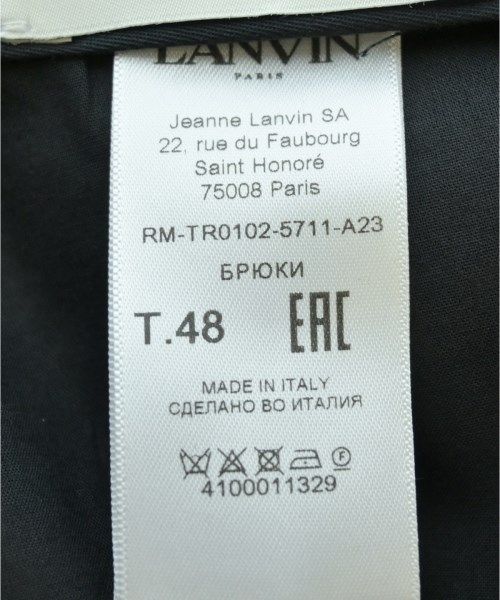 LANVIN
PARIS
Jeanne Lanvin SA
22, rue du Faubourg
Saint Honoré
75008 Paris
RM-TR0102-5711-A23
БРЮКИ
T.48 EAC
MADE IN ITALY
СДЕЛАНО ВО ИТАЛИЯ
F
4100011329